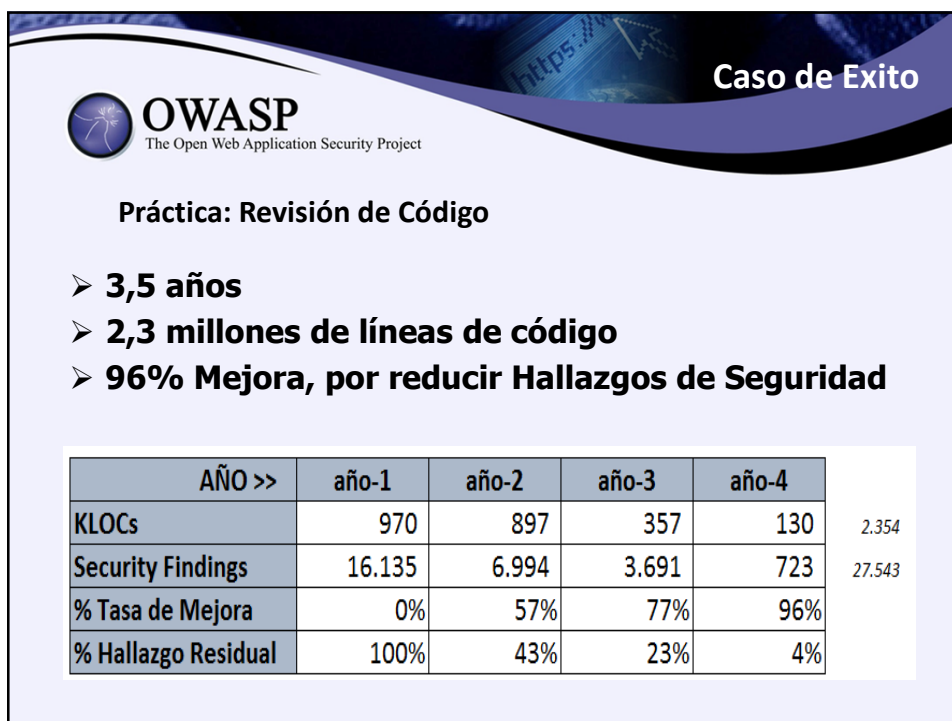 https://
Caso de Exito
OWASP
The Open Web Application Security Project
Práctica: Revisión de Código
➢ 3,5 años
➢ 2,3 millones de líneas de código
➢ 96% Mejora, por reducir Hallazgos de Seguridad
AÑO >> año-1 año-2 año-3 año-4
KLOCs 970 897 357 130 2.354
Security Findings 16.135 6.994 3.691 723 27.543
% Tasa de Mejora 0% 57% 77% 96%
% Hallazgo Residual 100% 43% 23% 4%